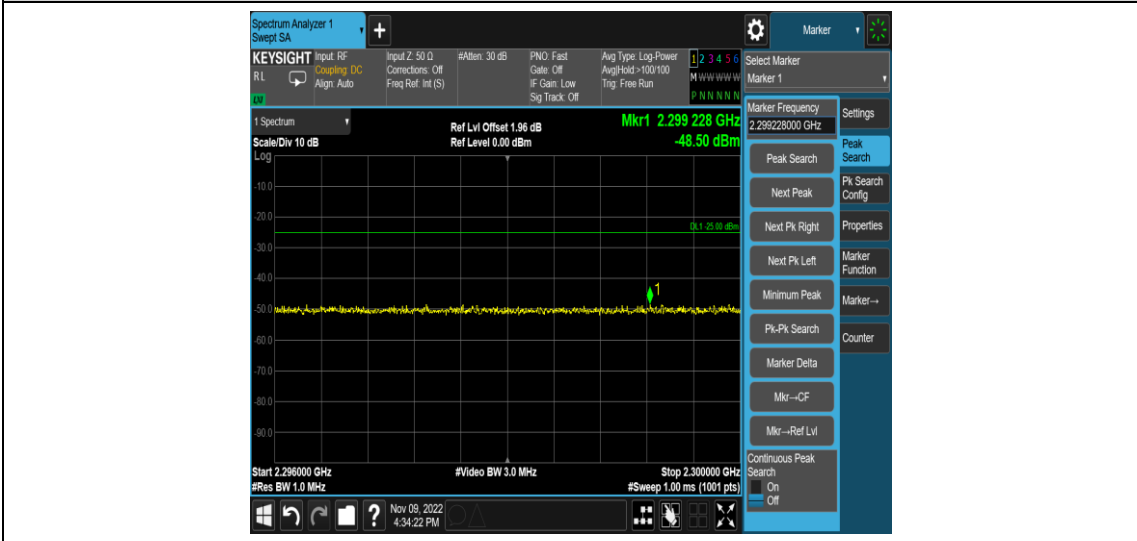 Spectrum Analyzer 1
Swept SA
+
Marker
KEYSIGHT
RL
LXI
Input: RF
Coupling: DC
Align: Auto
Input Z: 50 Ω
Corrections: Off
Freq Ref: Int (S)
#Atten: 30 dB
PNO: Fast
Gate: Off
IF Gain: Low
Sig Track: Off
Avg Type: Log-Power
Avg|Hold:>100/100
Trig: Free Run
1 2 3 4 5 6
M W W W W W
P N N N N N
Select Marker
Marker 1
1 Spectrum
Scale/Div 10 dB
Log
Ref Lvl Offset 1.96 dB
Ref Level 0.00 dBm
Mkr1 2.299 228 GHz
-48.50 dBm
-10.0
-20.0
DL1 -25.00 dBm
-30.0
-40.0
1
-50.0
-60.0
-70.0
-80.0
-90.0
Start 2.296000 GHz
#Res BW 1.0 MHz
#Video BW 3.0 MHz
Stop 2.300000 GHz
#Sweep 1.00 ms (1001 pts)
Marker Frequency
2.299228000 GHz
Peak Search
Next Peak
Next Pk Right
Next Pk Left
Minimum Peak
Pk-Pk Search
Marker Delta
Mkr→CF
Mkr→Ref Lvl
Continuous Peak
Search
On
Off
Settings
Peak
Search
Pk Search
Config
Properties
Marker
Function
Marker→
Counter
?
Nov 09, 2022
4:34:22 PM